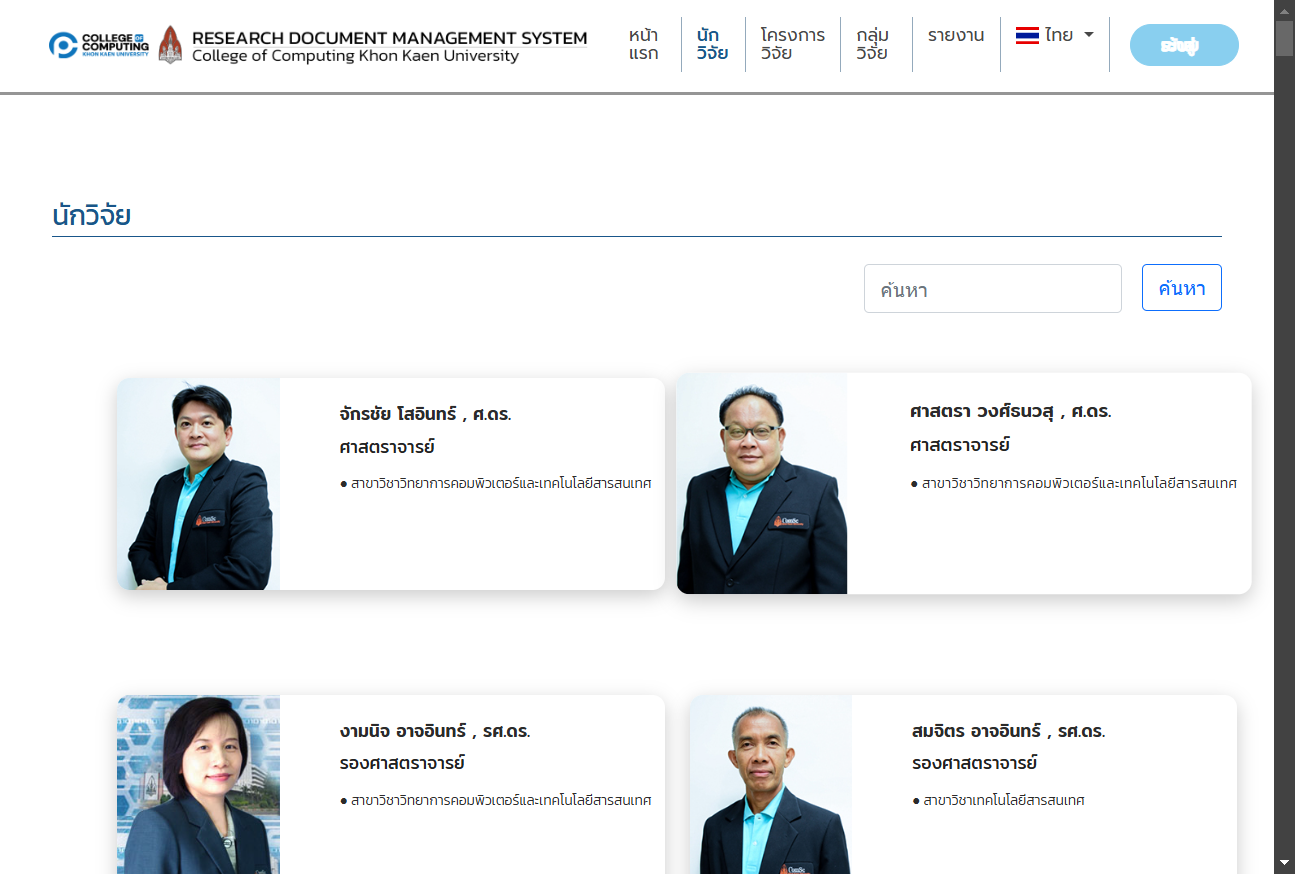 COLLEGE OF
COMPUTING
KHON KAEN UNIVERSITY
RESEARCH DOCUMENT MANAGEMENT SYSTEM
College of Computing Khon Kaen University
หน้า
แรก
นัก
วิจัย
โครงการ
วิจัย
กลุ่ม
วิจัย
รายงาน
ไทย
นักวิจัย
ค้นหา
ค้นหา
จักรชัย โสอินทร์ , ศ.ดร.
ศาสตราจารย์
● สาขาวิชาวิทยาการคอมพิวเตอร์และเทคโนโลยีสารสนเทศ
ศาสตรา วงศ์ธนวสุ , ศ.ดร.
ศาสตราจารย์
● สาขาวิชาวิทยาการคอมพิวเตอร์และเทคโนโลยีสารสนเทศ
งามนิจ อาจอินทร์ , รศ.ดร.
รองศาสตราจารย์
● สาขาวิชาวิทยาการคอมพิวเตอร์และเทคโนโลยีสารสนเทศ
สมจิตร อาจอินทร์ , รศ.ดร.
รองศาสตราจารย์
● สาขาวิชาเทคโนโลยีสารสนเทศ